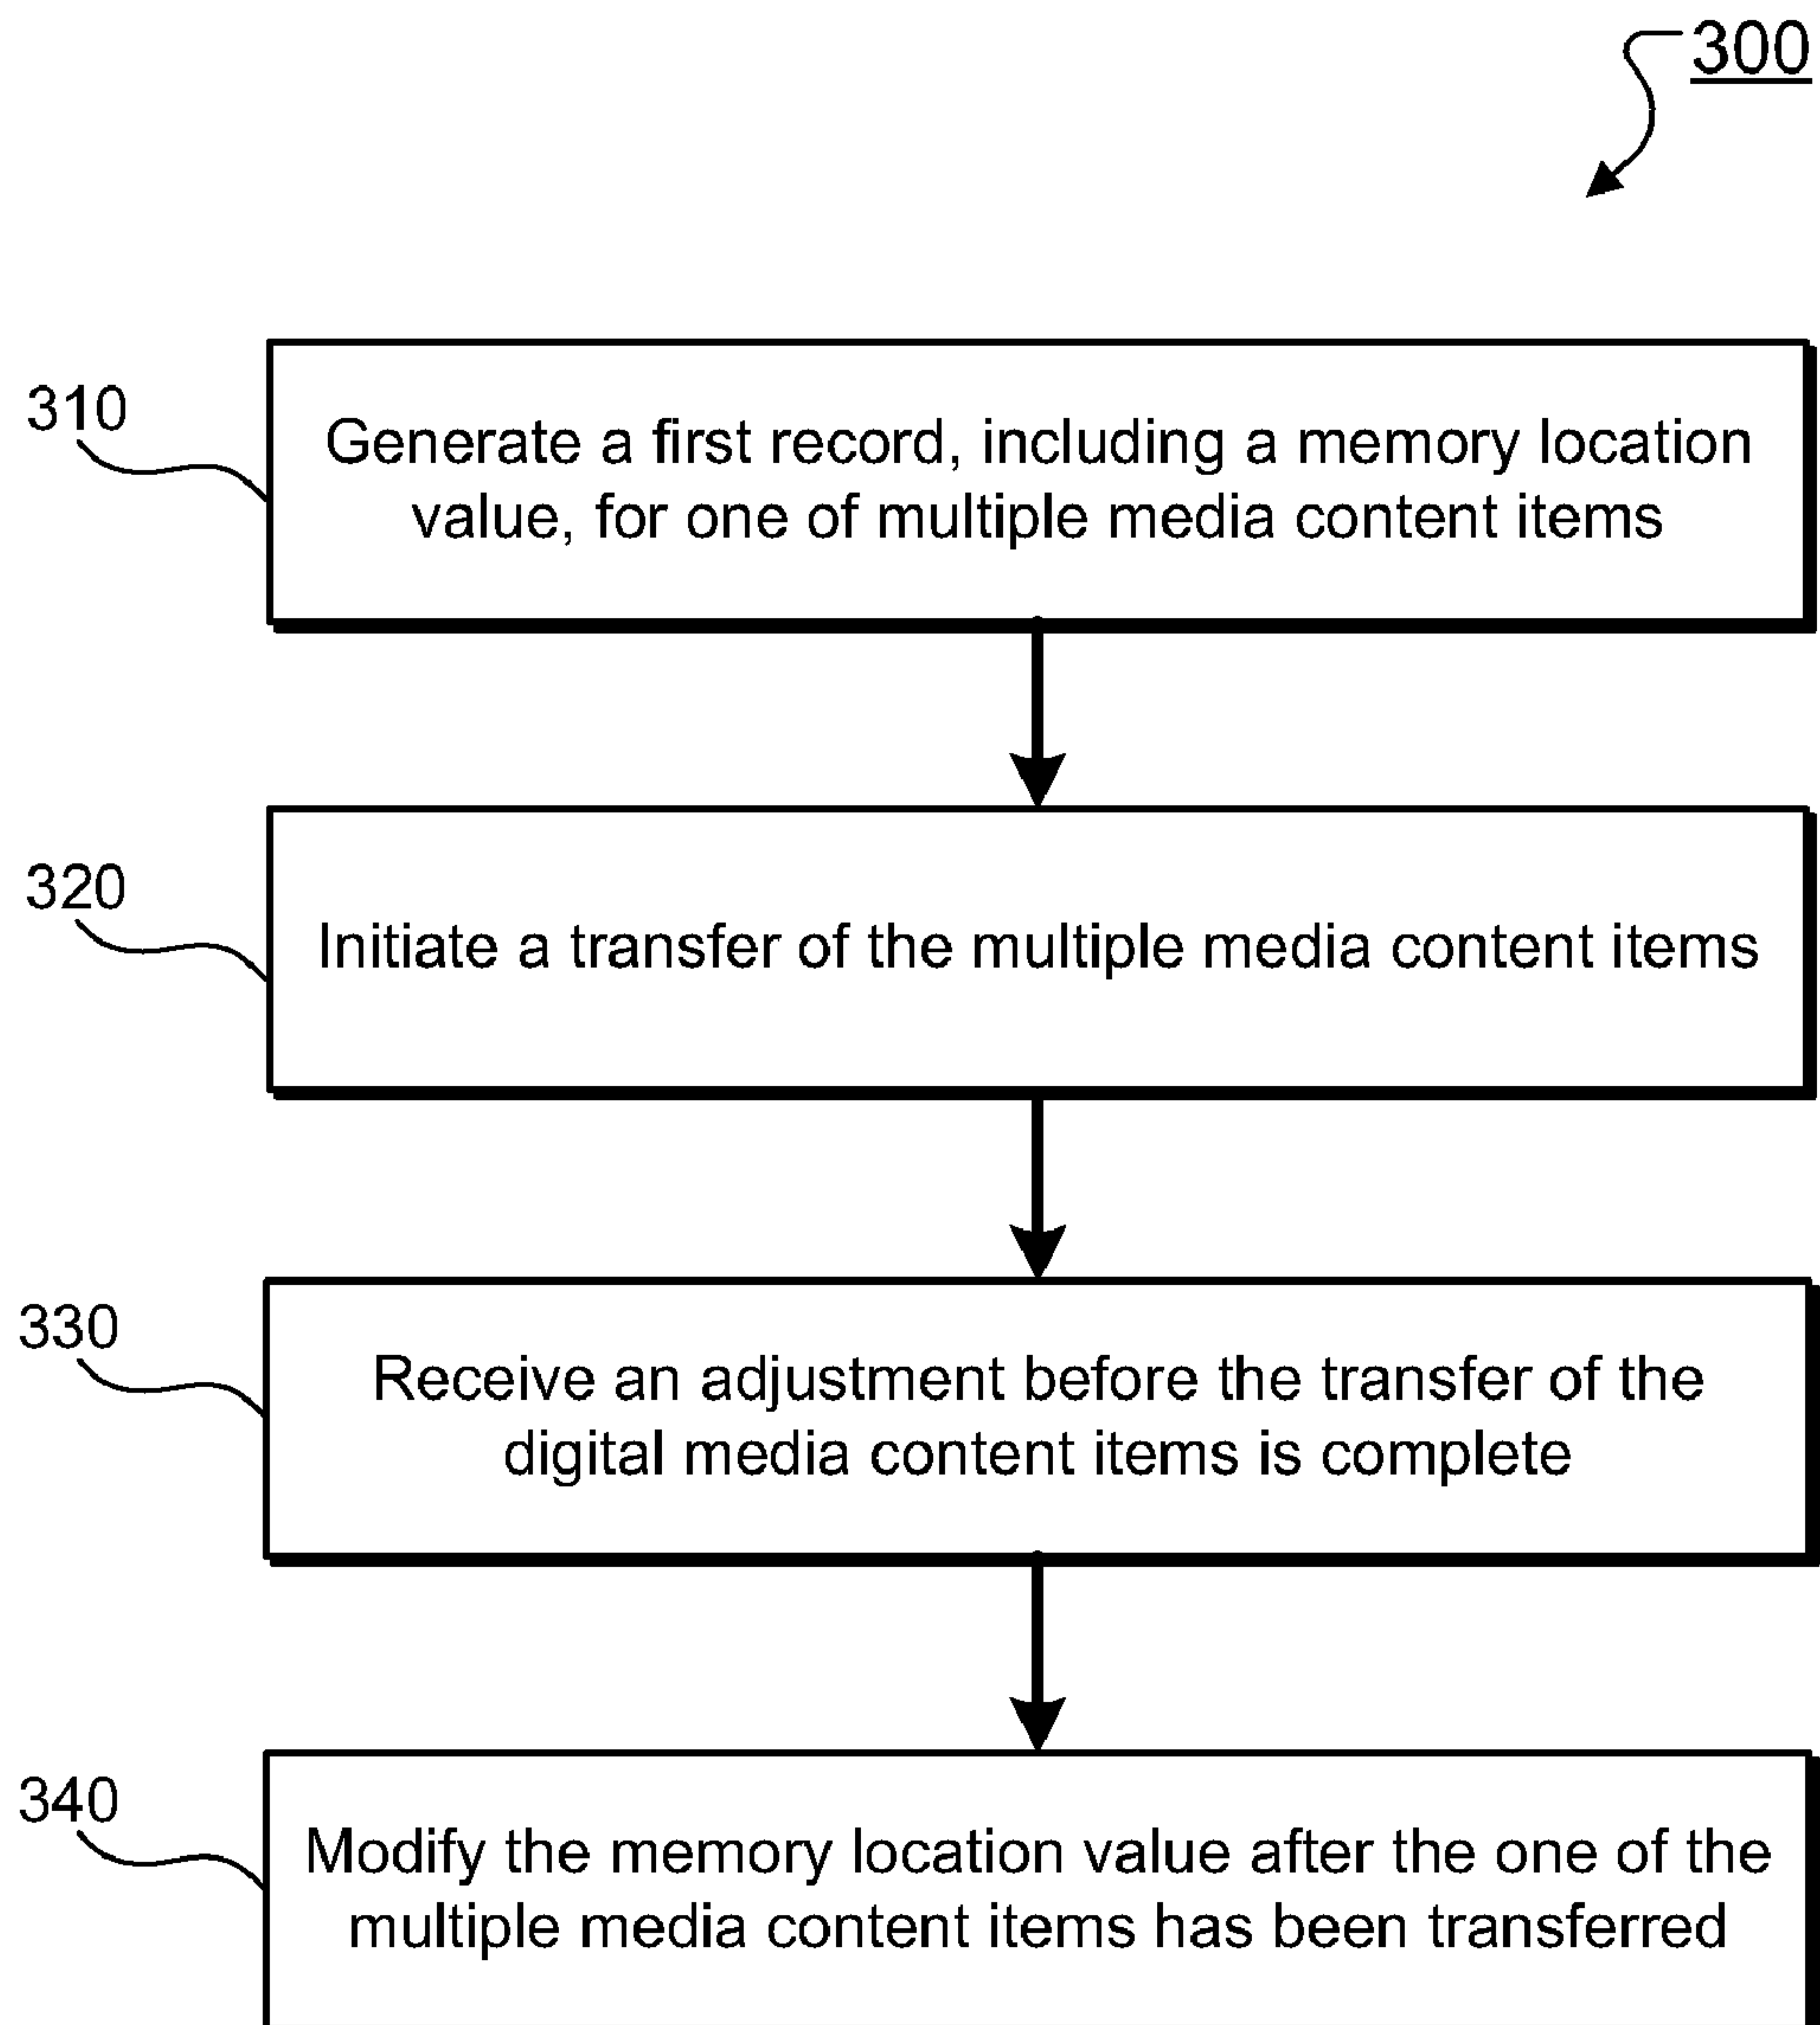 300
310
Generate a first record, including a memory location
value, for one of multiple media content items
320
Initiate a transfer of the multiple media content items
330
Receive an adjustment before the transfer of the
digital media content items is complete
340
Modify the memory location value after the one of the
multiple media content items has been transferred